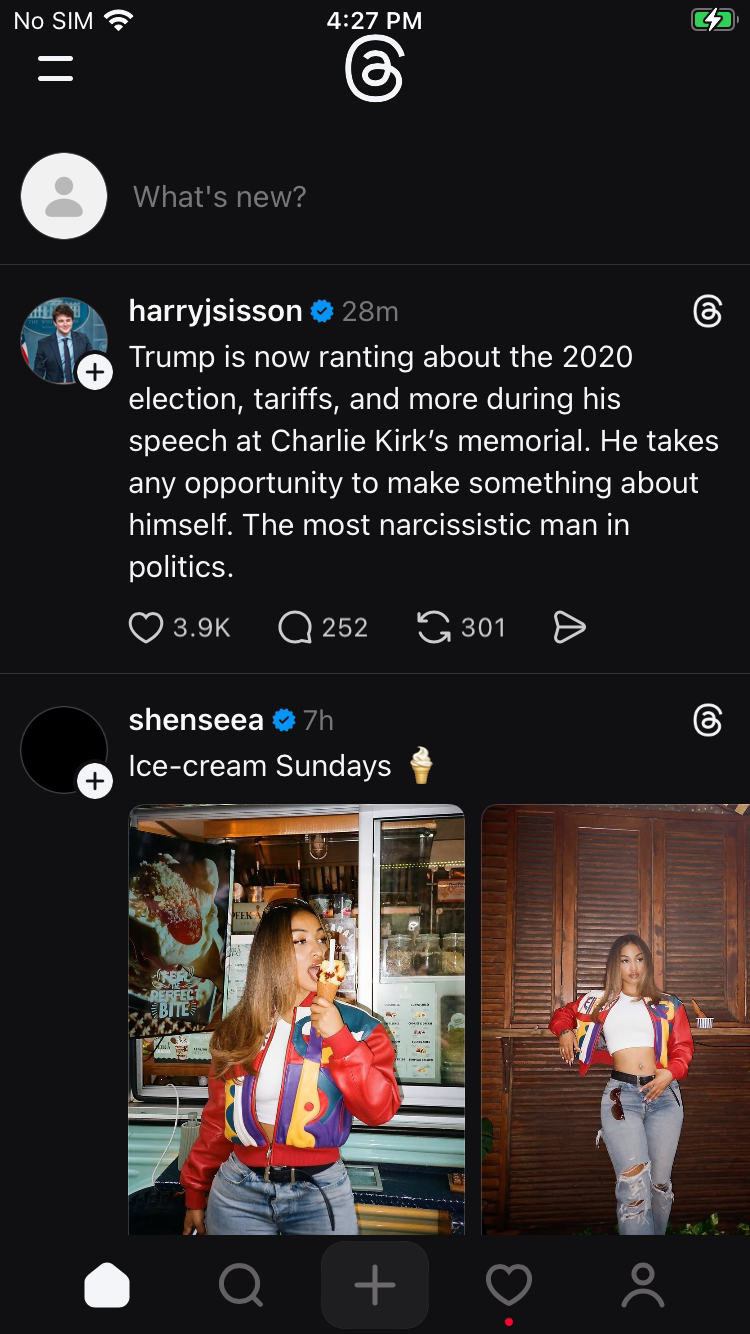 No SIM 4:27 PM
What's new?
harryjsisson 28m
Trump is now ranting about the 2020
election, tariffs, and more during his
speech at Charlie Kirk’s memorial. He takes
any opportunity to make something about
himself. The most narcissistic man in
politics.
3.9K 252 301
shenseea 7h
Ice-cream Sundays 🍦
FEEL
THE
PERFECT
BITE